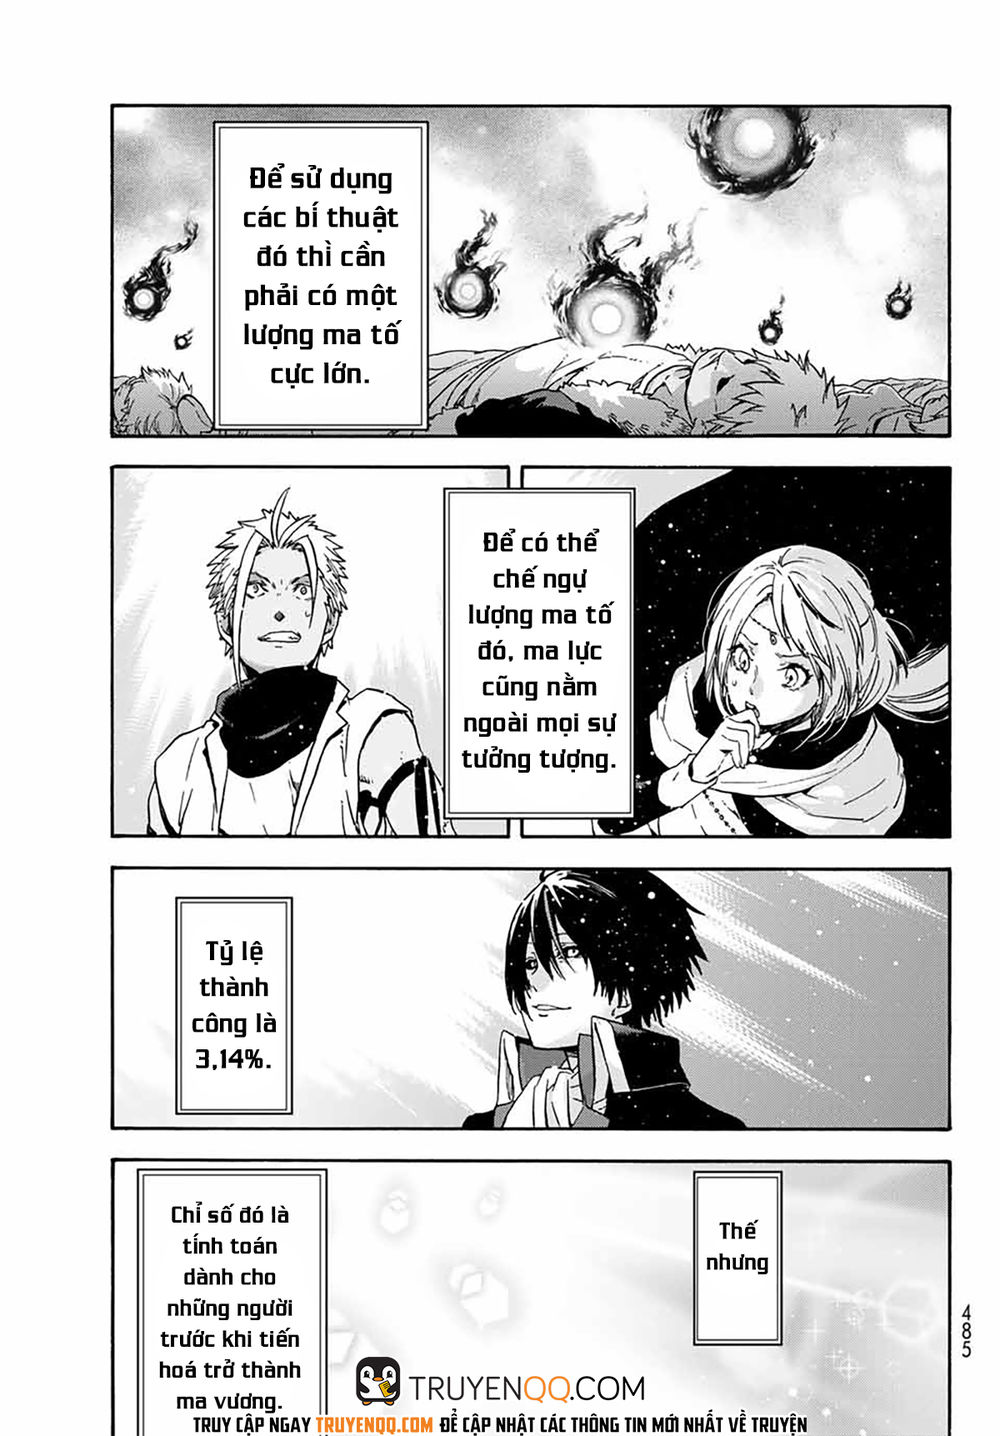 Để sử dụng
các bí thuật
đó thì cần
phải có một
lượng ma tố
cực lớn.
Để có thể
chế ngự
lượng ma tố
đó, ma lực
cũng nằm
ngoài mọi sự
tưởng tượng.
Tỷ lệ
thành
công là
3,14%.
Thế
nhưng
Chỉ số đó là
tính toán
dành cho
những người
trước khi tiến
hoá trở thành
ma vương.
485
TRUYENQQ.COM
TRUY CẬP NGAY TRUYENQQ.COM ĐỂ CẬP NHẬT CÁC THÔNG TIN MỚI NHẤT VỀ TRUYỆN